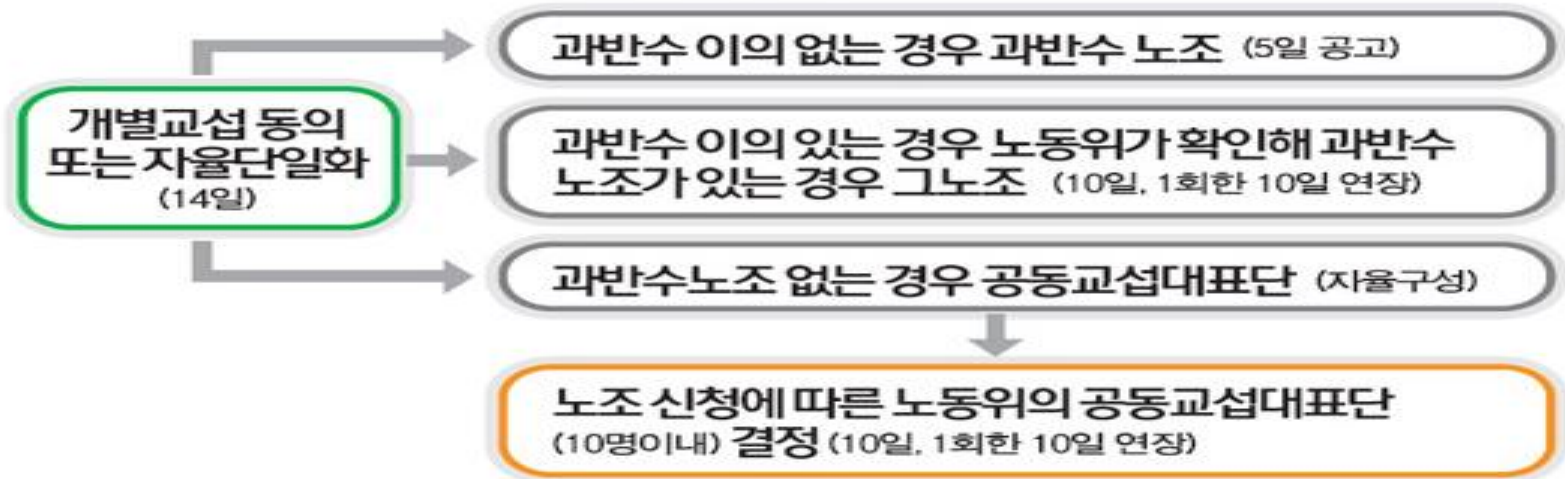 과반수 이의 없는 경우 과반수 노조 (5일 공고)
개별교섭 동의
또는 자율단일화
(14일)
과반수 이의 있는 경우 노동위가 확인해 과반수
노조가 있는 경우 그노조 (10일, 1회한 10일 연장)
과반수노조 없는 경우 공동교섭대표단 (자율구성)
노조 신청에 따른 노동위의 공동교섭대표단
(10명이내) 결정 (10일, 1회한 10일 연장)